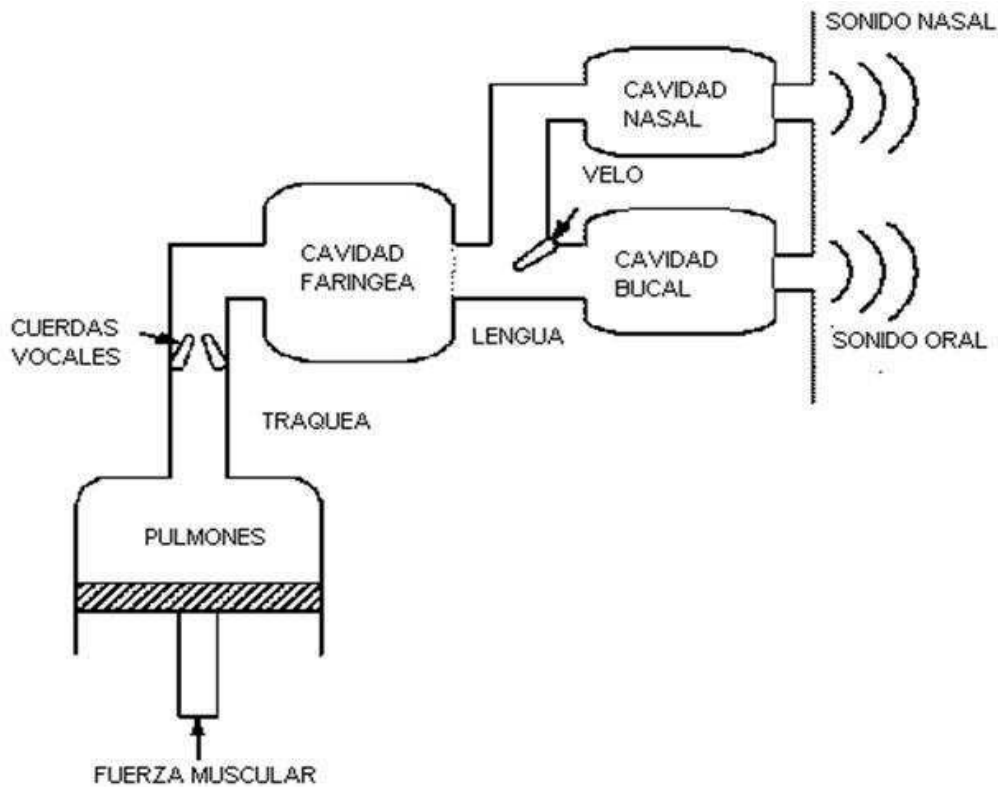 SONIDO NASAL
CAVIDAD
NASAL
VELO
CAVIDAD
FARINGEA
CAVIDAD
BUCAL
CUERDAS
VOCALES
LENGUA
SONIDO ORAL
TRAQUEA
PULMONES
FUERZA MUSCULAR